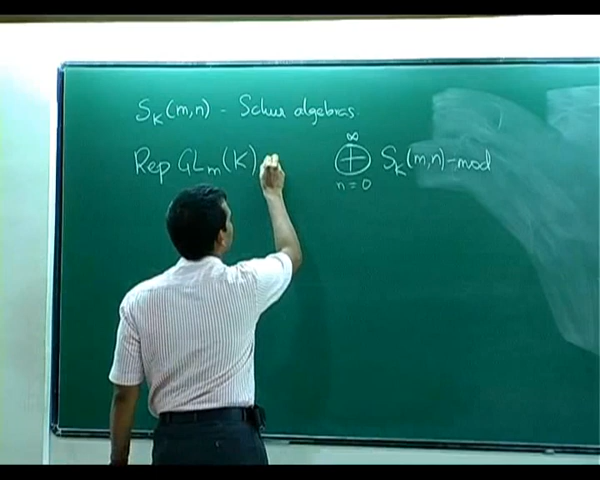 S_K(m,n) - Schur algebras.
Rep GL_m(K) ⊕_{n=0}^{∞} S_K(m,n)-mod